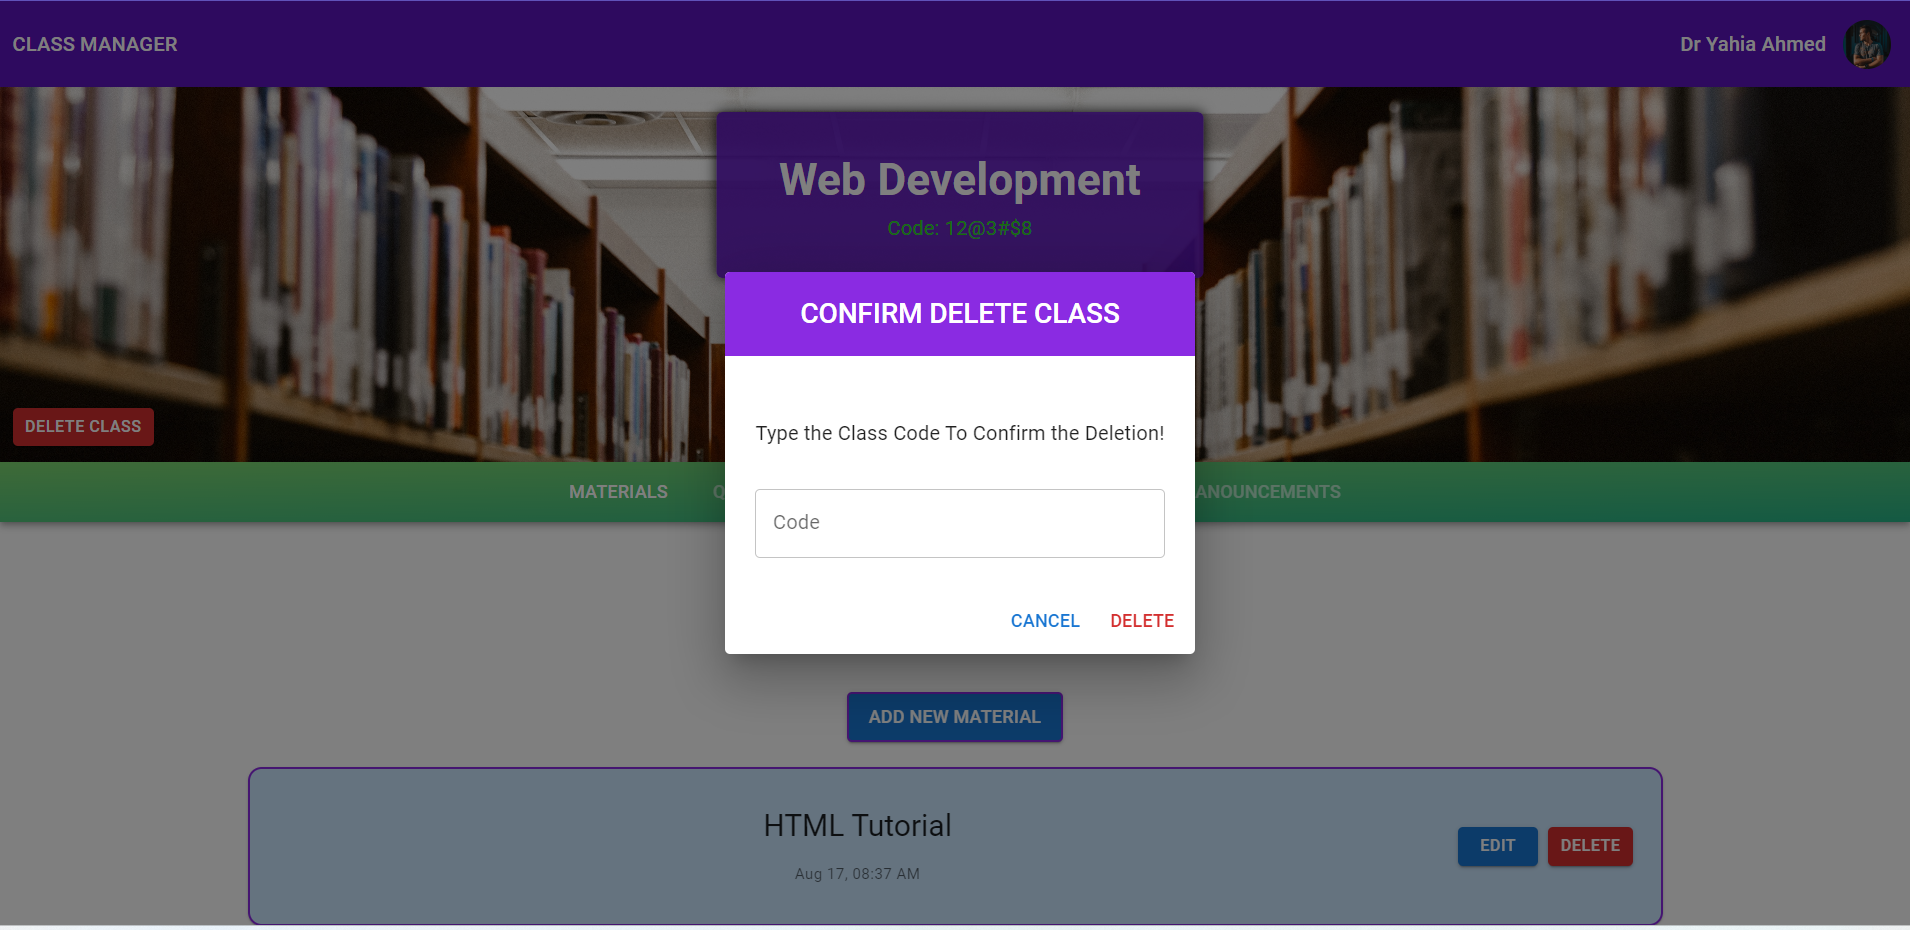 CLASS MANAGER
Dr Yahia Ahmed
Web Development
Code: 12@3#$8
CONFIRM DELETE CLASS
Type the Class Code To Confirm the Deletion!
DELETE CLASS
MATERIALS
ANOUNCEMENTS
Code
CANCEL
DELETE
ADD NEW MATERIAL
HTML Tutorial
EDIT
DELETE
Aug 17, 08:37 AM